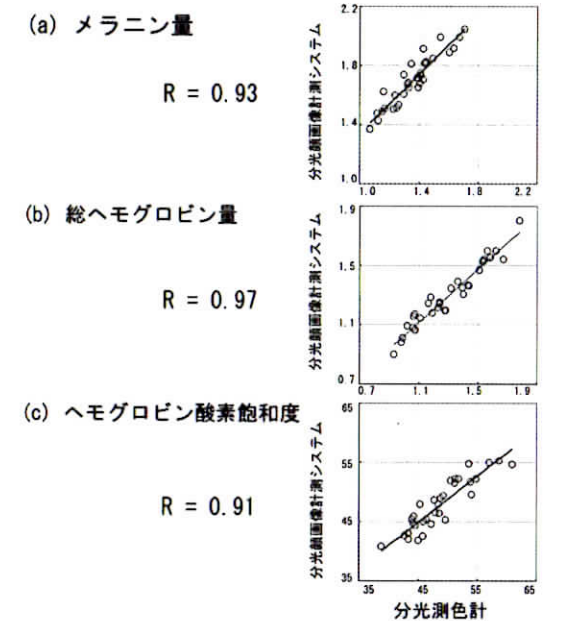 (a) メラニン量
R = 0.93
分光顔画像計測システム
2.2
1.8
1.4
1.0
1.0 1.4 1.8 2.2
(b) 総ヘモグロビン量
R = 0.97
分光顔画像計測システム
1.9
1.5
1.1
0.7
0.7 1.1 1.5 1.9
(c) ヘモグロビン酸素飽和度
R = 0.91
分光顔画像計測システム
65
55
45
35
35 45 55 65
分光測色計